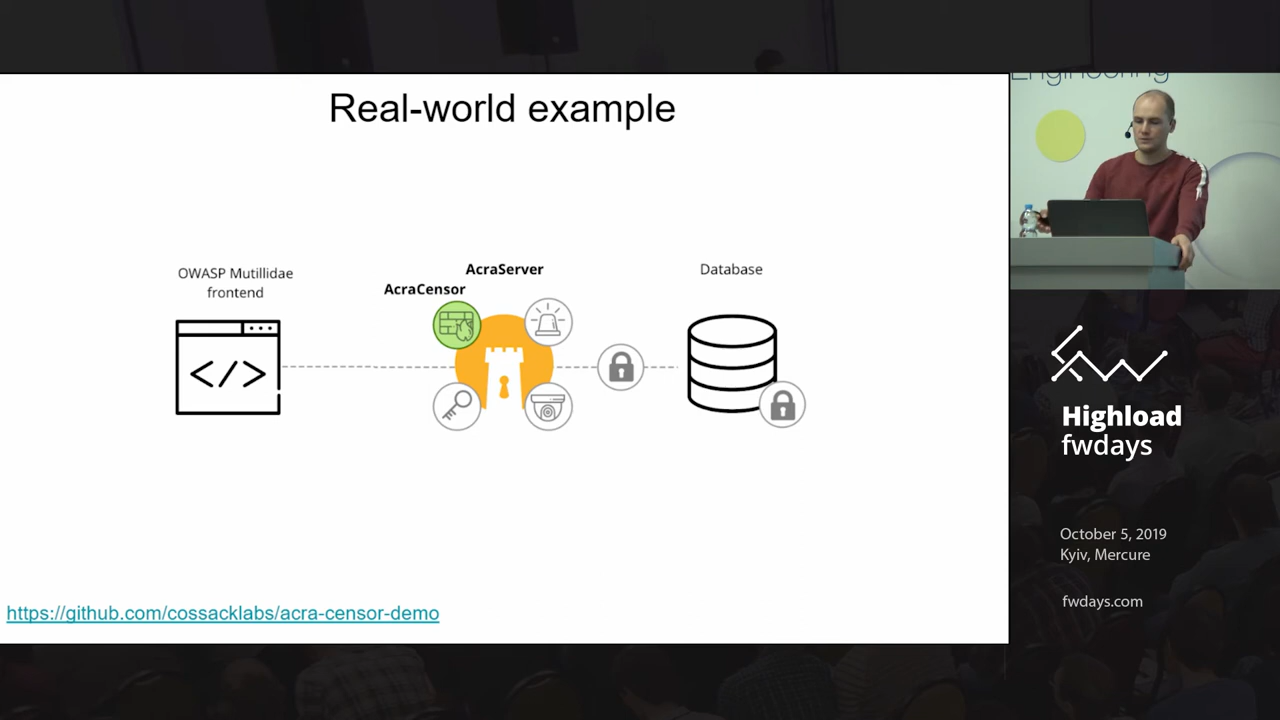 Real-world example
OWASP Mutillidae
frontend
AcraServer
AcraCensor
Database
</>
https://github.com/cossacklabs/acra-censor-demo
Engineering
Highload
fwdays
October 5, 2019
Kyiv, Mercure
fwdays.com